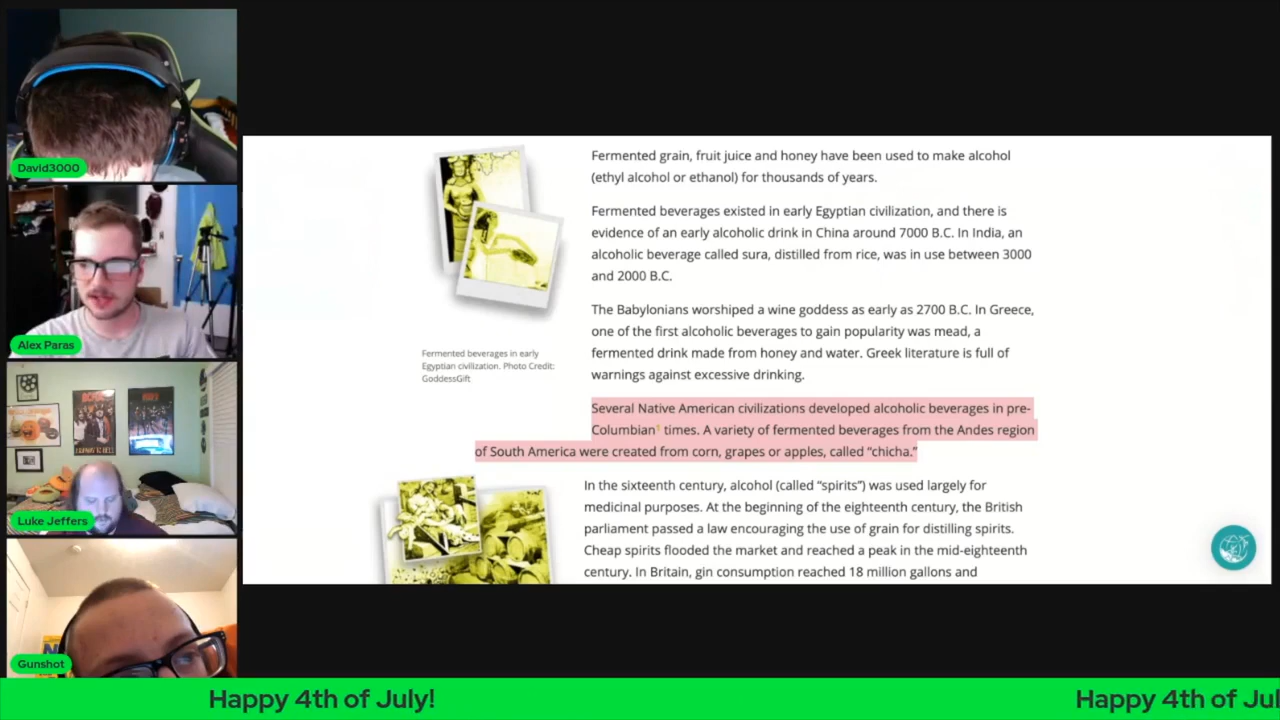 David3000
Alex Paras
Luke Jeffers
Gunshot
Fermented grain, fruit juice and honey have been used to make alcohol
(ethyl alcohol or ethanol) for thousands of years.
Fermented beverages existed in early Egyptian civilization, and there is
evidence of an early alcoholic drink in China around 7000 B.C. In India, an
alcoholic beverage called sura, distilled from rice, was in use between 3000
and 2000 B.C.
The Babylonians worshiped a wine goddess as early as 2700 B.C. In Greece,
one of the first alcoholic beverages to gain popularity was mead, a
fermented drink made from honey and water. Greek literature is full of
warnings against excessive drinking.
Fermented beverages in early
Egyptian civilization. Photo Credit:
GoddessGift
Several Native American civilizations developed alcoholic beverages in pre-
Columbian¹ times. A variety of fermented beverages from the Andes region
of South America were created from corn, grapes or apples, called “chicha.”
In the sixteenth century, alcohol (called “spirits”) was used largely for
medicinal purposes. At the beginning of the eighteenth century, the British
parliament passed a law encouraging the use of grain for distilling spirits.
Cheap spirits flooded the market and reached a peak in the mid-eighteenth
century. In Britain, gin consumption reached 18 million gallons and
Happy 4th of July!
Happy 4th of Jul